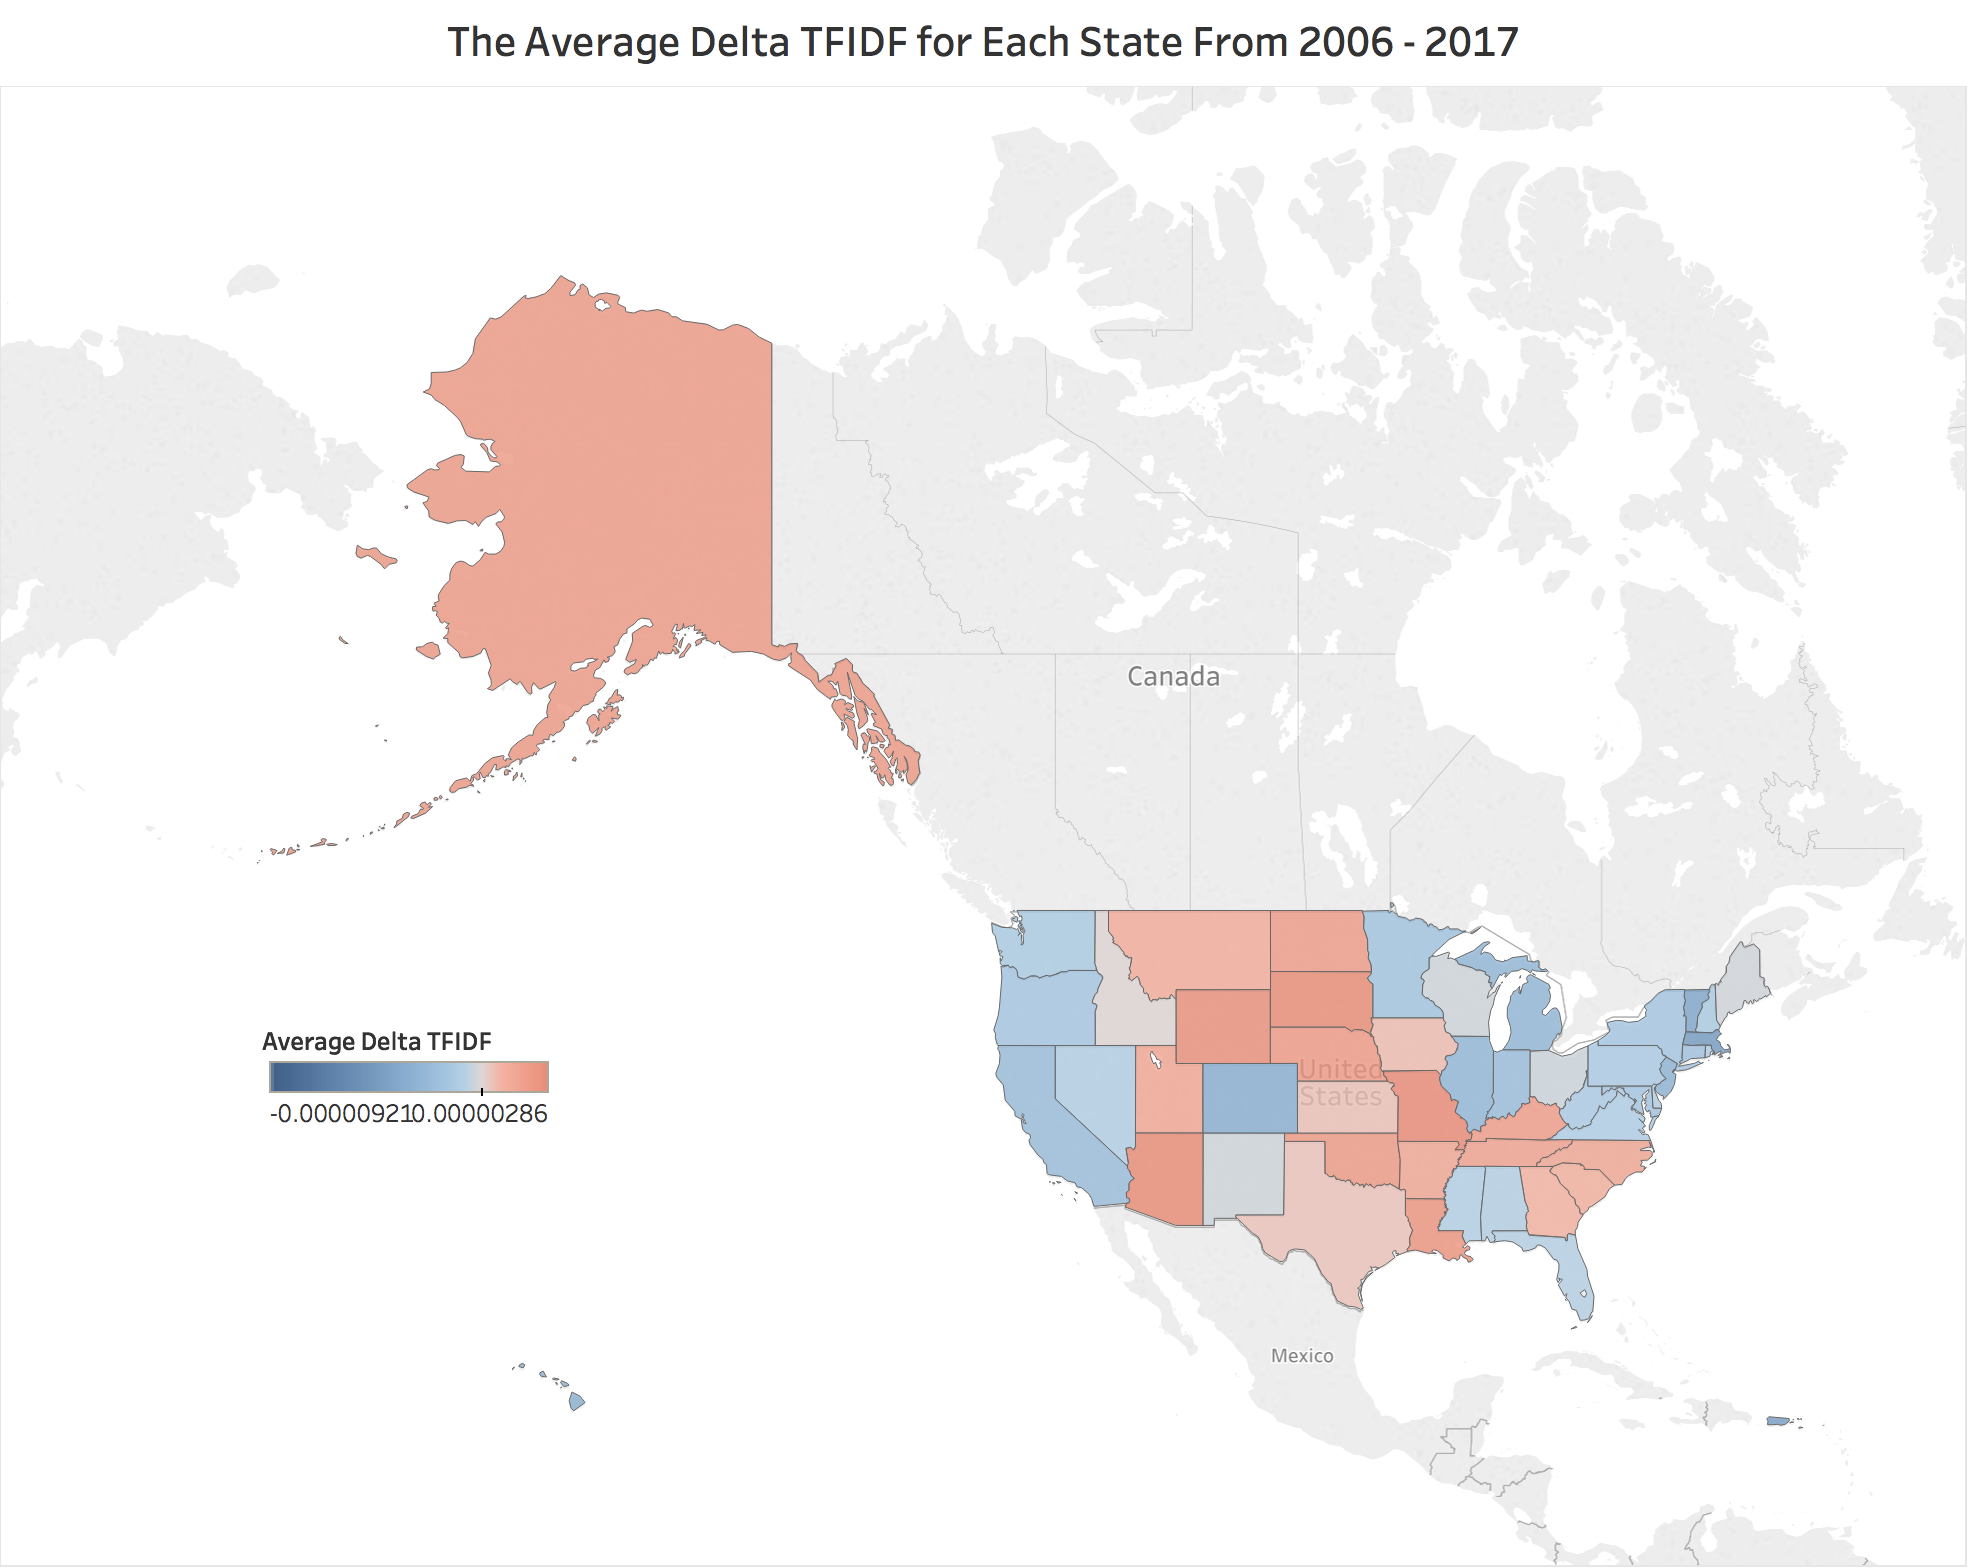 The Average Delta TFIDF for Each State From 2006 - 2017
Canada
Average Delta TFIDF
-0.000009210.00000286
United
States
Mexico